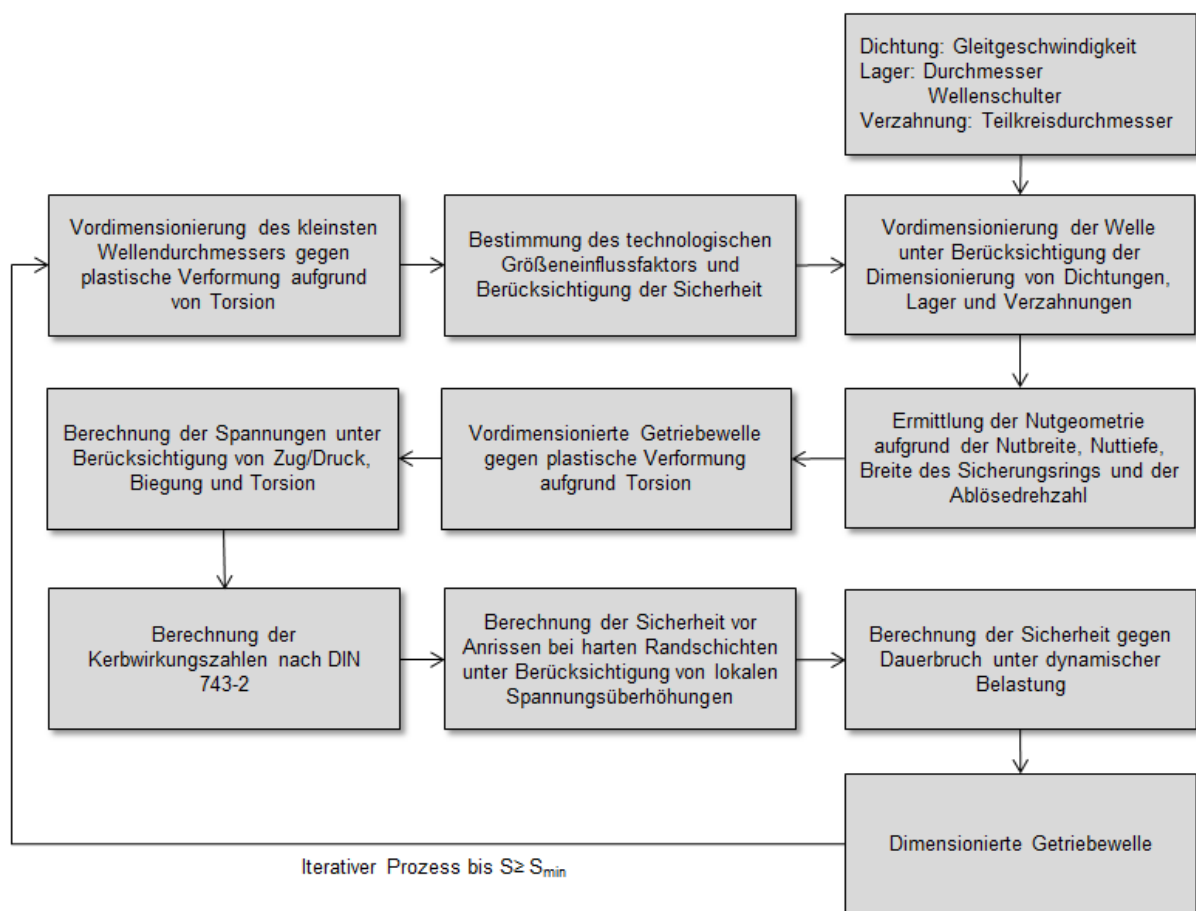 Dichtung: Gleitgeschwindigkeit
Lager: Durchmesser
Wellenschulter
Verzahnung: Teilkreisdurchmesser
Vordimensionierung des kleinsten
Wellendurchmessers gegen
plastische Verformung aufgrund
von Torsion
Bestimmung des technologischen
Größeneinflussfaktors und
Berücksichtigung der Sicherheit
Vordimensionierung der Welle
unter Berücksichtigung der
Dimensionierung von Dichtungen,
Lager und Verzahnungen
Ermittlung der Nutgeometrie
aufgrund der Nutbreite, Nuttiefe,
Breite des Sicherungsrings und der
Ablösedrehzahl
Vordimensionierte Getriebewelle
gegen plastische Verformung
aufgrund Torsion
Berechnung der Spannungen unter
Berücksichtigung von Zug/Druck,
Biegung und Torsion
Berechnung der
Kerbwirkungszahlen nach DIN
743-2
Berechnung der Sicherheit vor
Anrissen bei harten Randschichten
unter Berücksichtigung von lokalen
Spannungsüberhöhungen
Berechnung der Sicherheit gegen
Dauerbruch unter dynamischer
Belastung
Dimensionierte Getriebewelle
Iterativer Prozess bis S≥ Smin